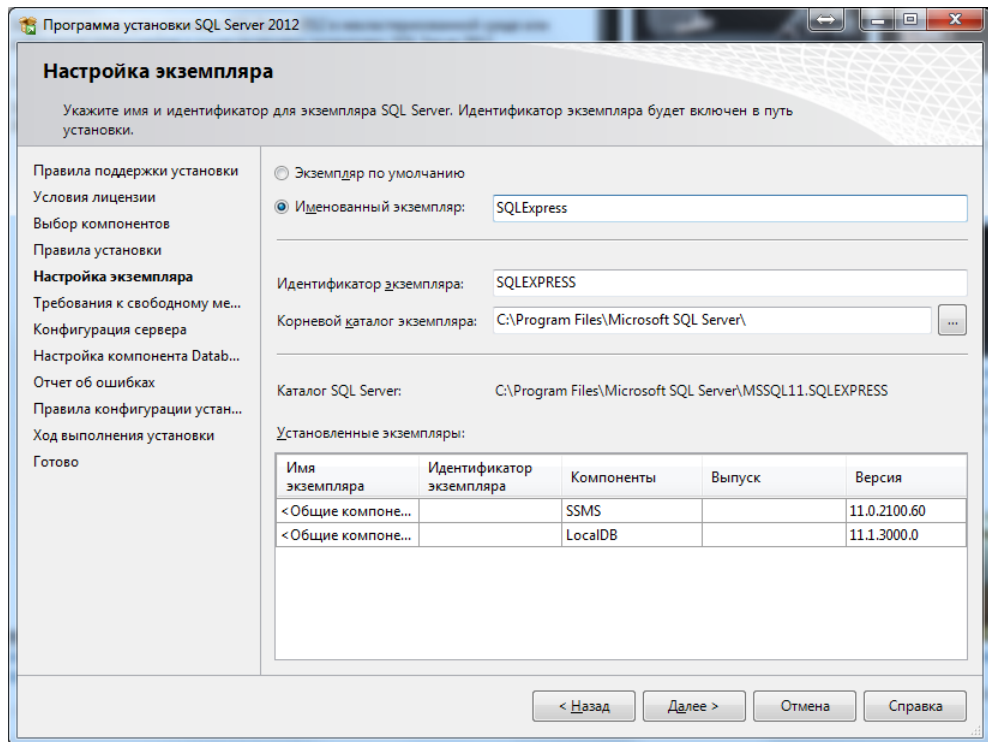 Программа установки SQL Server 2012
Настройка экземпляра
Укажите имя и идентификатор для экземпляра SQL Server. Идентификатор экземпляра будет включен в путь
установки.
Правила поддержки установки
Условия лицензии
Выбор компонентов
Правила установки
Настройка экземпляра
Требования к свободному ме...
Конфигурация сервера
Настройка компонента Datab...
Отчет об ошибках
Правила конфигурации устан...
Ход выполнения установки
Готово
Экземпляр по умолчанию
Именованный экземпляр: SQLExpress
Идентификатор экземпляра: SQLEXPRESS
Корневой каталог экземпляра: C:\Program Files\Microsoft SQL Server\ ...
Каталог SQL Server: C:\Program Files\Microsoft SQL Server\MSSQL11.SQLEXPRESS
Установленные экземпляры:
Имя экземпляра Идентификатор экземпляра Компоненты Выпуск Версия
<Общие компоне... SSMS 11.0.2100.60
<Общие компоне... LocalDB 11.1.3000.0
< Назад Далее > Отмена Справка